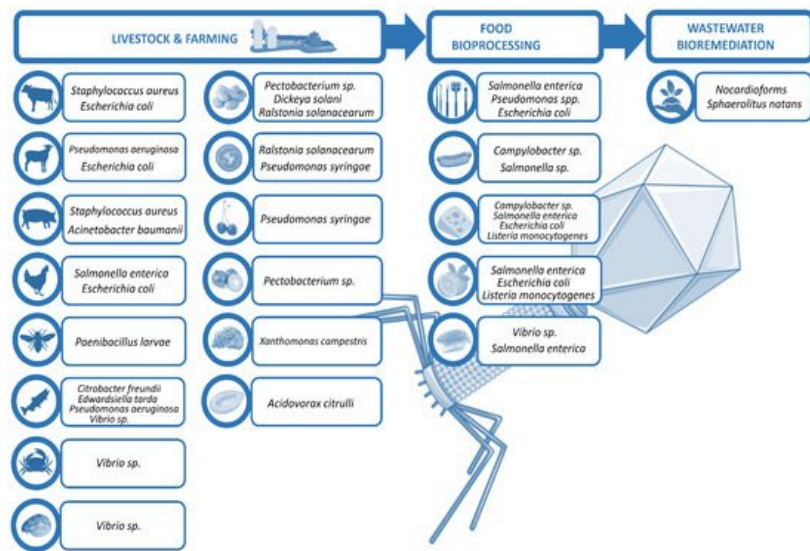 LIVESTOCK & FARMING
FOOD
BIOPROCESSING
WASTEWATER
BIOREMEDIATION
Staphylococcus aureus
Escherichia coli
Pseudomonas aeruginosa
Escherichia coli
Staphylococcus aureus
Acinetobacter baumanii
Salmonella enterica
Escherichia coli
Paenibacillus larvae
Citrobacter freundii
Edwardsiella tarda
Pseudomonas aeruginosa
Vibrio sp.
Vibrio sp.
Vibrio sp.
Pectobacterium sp.
Dickeya solani
Ralstonia solanacearum
Ralstonia solanacearum
Pseudomonas syringae
Pseudomonas syringae
Pectobacterium sp.
Xanthomonas campestris
Acidovorax citrulli
Salmonella enterica
Pseudomonas spp.
Escherichia coli
Campylobacter sp.
Salmonella sp.
Campylobacter sp.
Salmonella enterica
Escherichia coli
Listeria monocytogenes
Salmonella enterica
Escherichia coli
Listeria monocytogenes
Vibrio sp.
Salmonella enterica
Nocardioforms
Sphaerolitus natans